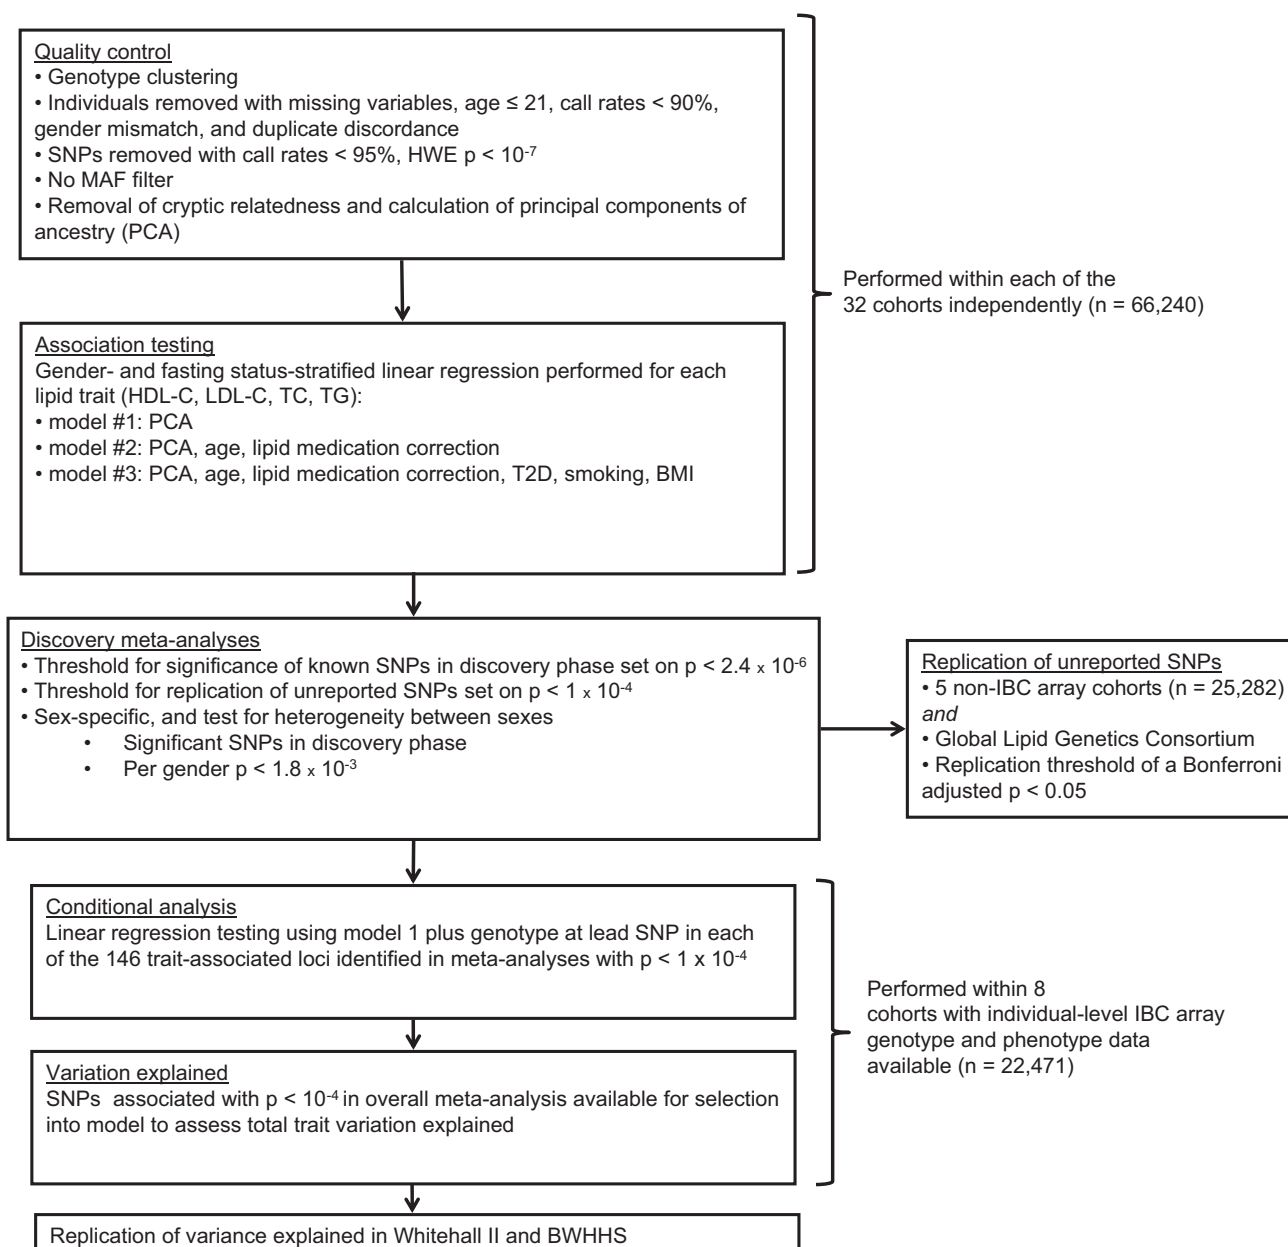 Quality control
• Genotype clustering
• Individuals removed with missing variables, age ≤ 21, call rates < 90%,
gender mismatch, and duplicate discordance
• SNPs removed with call rates < 95%, HWE p < 10⁻⁷
• No MAF filter
• Removal of cryptic relatedness and calculation of principal components of
ancestry (PCA)
Performed within each of the
32 cohorts independently (n = 66,240)
Association testing
Gender- and fasting status-stratified linear regression performed for each
lipid trait (HDL-C, LDL-C, TC, TG):
• model #1: PCA
• model #2: PCA, age, lipid medication correction
• model #3: PCA, age, lipid medication correction, T2D, smoking, BMI
Discovery meta-analyses
• Threshold for significance of known SNPs in discovery phase set on p < 2.4 x 10⁻⁶
• Threshold for replication of unreported SNPs set on p < 1 x 10⁻⁴
• Sex-specific, and test for heterogeneity between sexes
• Significant SNPs in discovery phase
• Per gender p < 1.8 x 10⁻³
Replication of unreported SNPs
• 5 non-IBC array cohorts (n = 25,282)
and
• Global Lipid Genetics Consortium
• Replication threshold of a Bonferroni
adjusted p < 0.05
Conditional analysis
Linear regression testing using model 1 plus genotype at lead SNP in each
of the 146 trait-associated loci identified in meta-analyses with p < 1 x 10⁻⁴
Performed within 8
cohorts with individual-level IBC array
genotype and phenotype data
available (n = 22,471)
Variation explained
SNPs associated with p < 10⁻⁴ in overall meta-analysis available for selection
into model to assess total trait variation explained
Replication of variance explained in Whitehall II and BWHHS